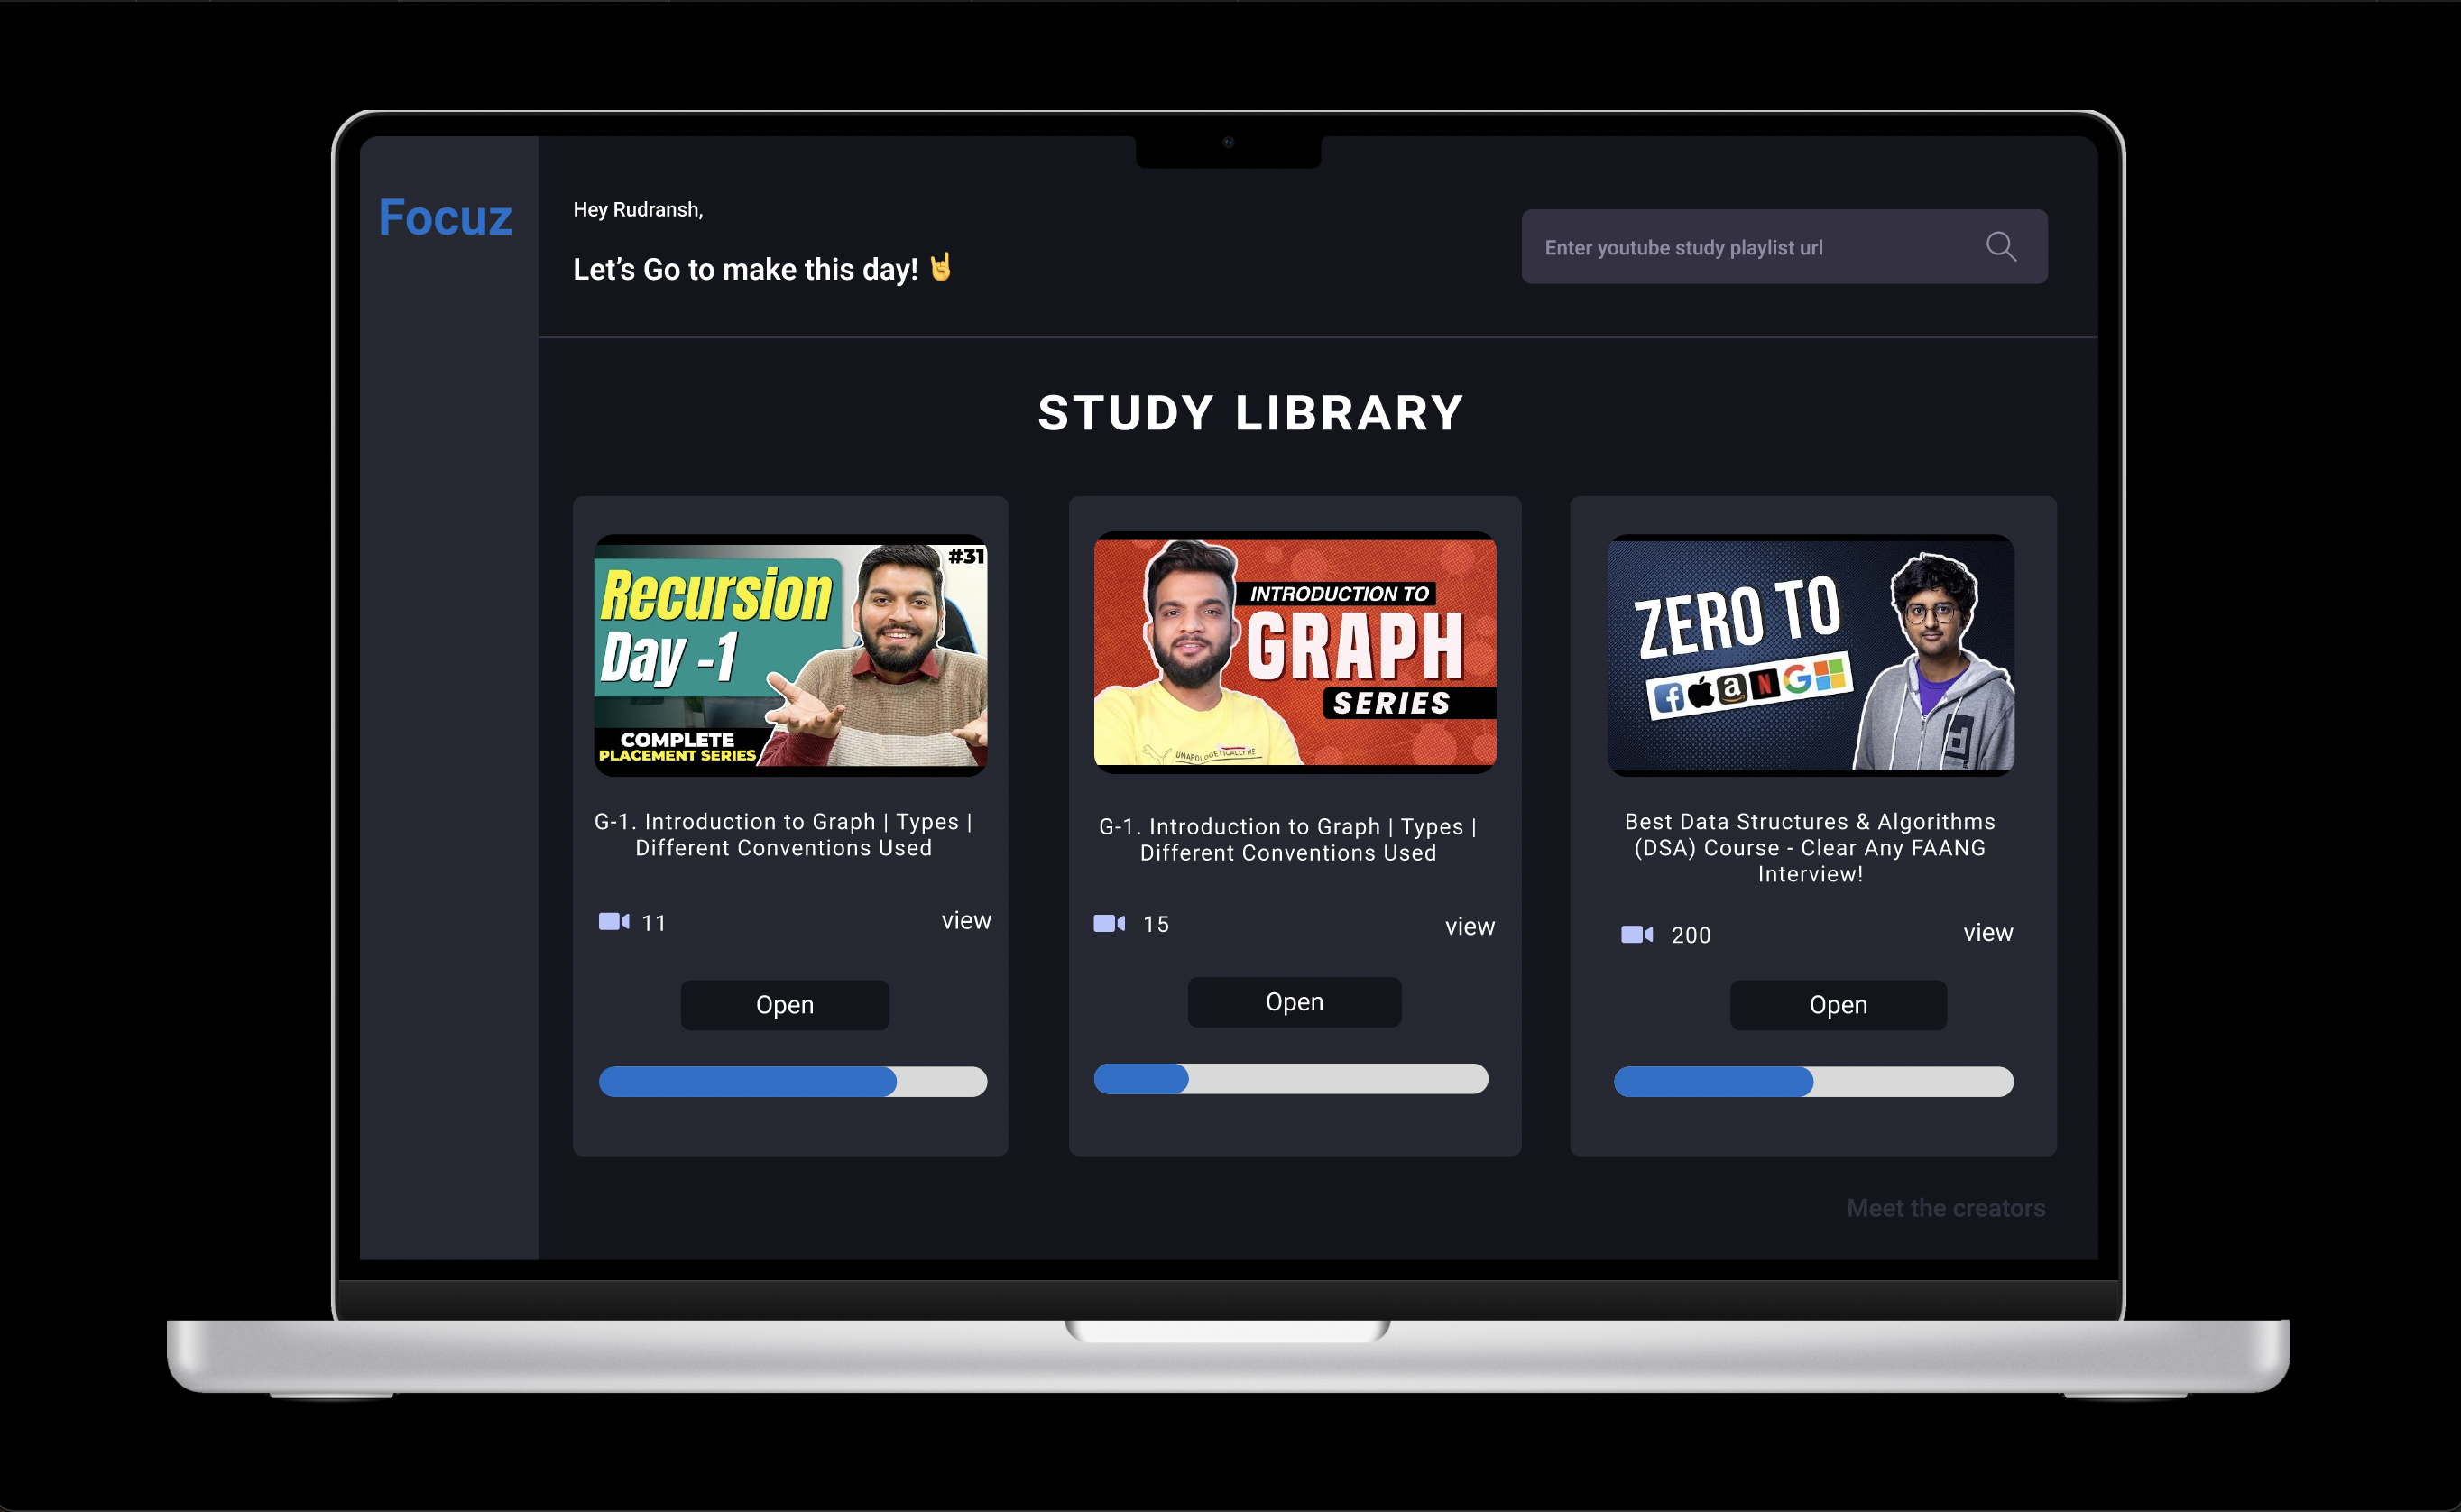 Focuz
Hey Rudransh,
Let's Go to make this day! 🤘
Enter youtube study playlist url
STUDY LIBRARY
#31
Recursion
Day -1
COMPLETE
PLACEMENT SERIES
G-1. Introduction to Graph | Types |
Different Conventions Used
11
view
Open
INTRODUCTION TO
GRAPH
SERIES
UNAPOLOGETICALLY ME
G-1. Introduction to Graph | Types |
Different Conventions Used
15
view
Open
ZERO TO
f a N G
Best Data Structures & Algorithms
(DSA) Course - Clear Any FAANG
Interview!
200
view
Open
Meet the creators